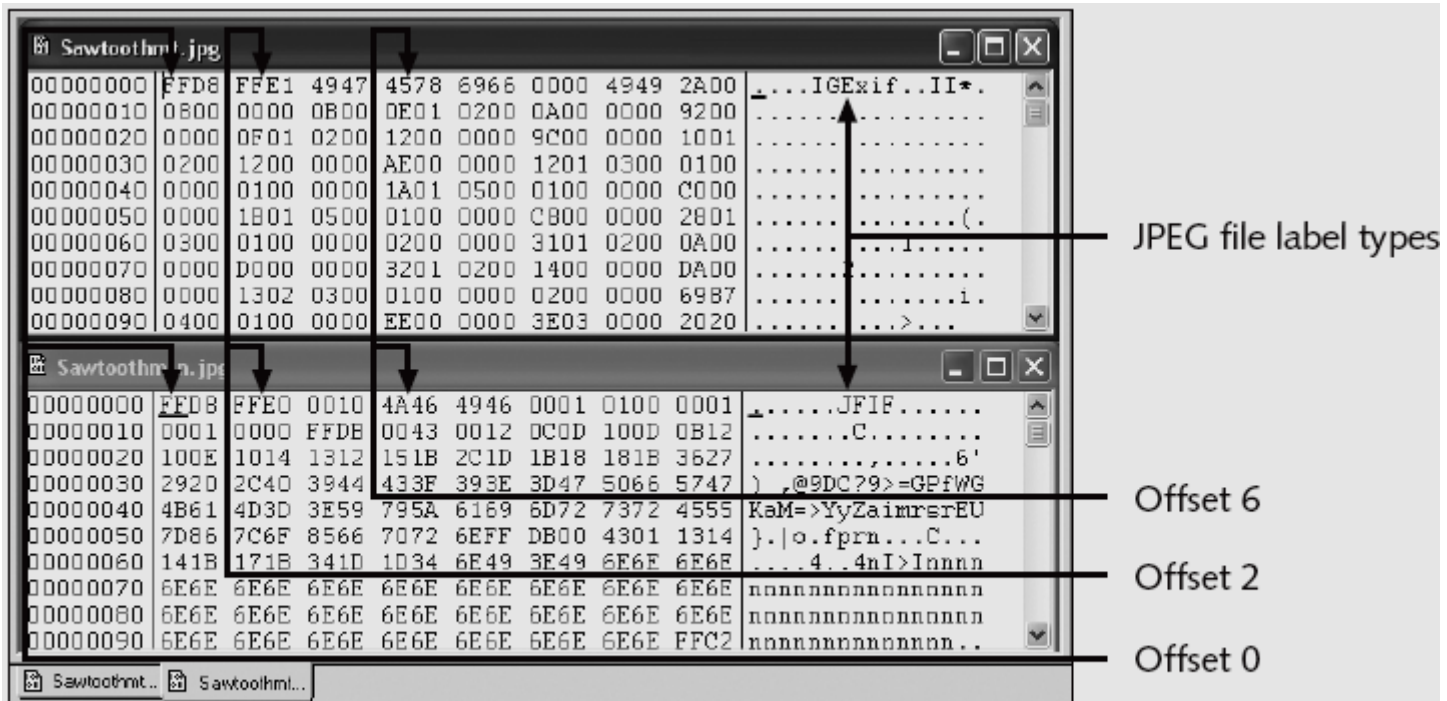 Sawtoothmt.jpg
00000000 FFD8 FFE1 4947 4578 6966 0000 4949 2A00 .....IGExif..II*.
00000010 0800 0000 0B00 0E01 0200 0A00 0000 9200 ................
00000020 0000 0F01 0200 1200 0000 9C00 0000 1001 ................
00000030 0200 1200 0000 AE00 0000 1201 0300 0100 ................
00000040 0000 0100 0000 1A01 0500 0100 0000 C000 ................
00000050 0000 1B01 0500 0100 0000 C800 0000 2801 ..............(.
00000060 0300 0100 0000 0200 0000 3101 0200 0A00 ..........1.....
00000070 0000 D000 0000 3201 0200 1400 0000 DA00 ......2.........
00000080 0000 1302 0300 0100 0000 0200 0000 6987 ..............i.
00000090 0400 0100 0000 EE00 0000 3E03 0000 2020 ..........>...
JPEG file label types
Sawtoothm n.jpg
00000000 FFD8 FFE0 0010 4A46 4946 0001 0100 0001 ......JFIF......
00000010 0001 0000 FFDB 0043 0012 0C0D 100D 0B12 .......C........
00000020 100E 1014 1312 151B 2C1D 1B18 181B 3627 ........,.....6'
00000030 2920 2C40 3944 433F 393E 3D47 5066 5747 ) ,@9DC?9>=GPfWG
00000040 4B61 4D3D 3E59 795A 6169 6D72 7372 4555 KaM=>YyZaimrsrEU
00000050 7D86 7C6F 8566 7072 6EFF DB00 4301 1314 }.|o.fprn...C...
00000060 141B 171B 341D 1D34 6E49 3E49 6E6E 6E6E ....4..4nI>Innnn
00000070 6E6E 6E6E 6E6E 6E6E 6E6E 6E6E 6E6E 6E6E nnnnnnnnnnnnnnnn
00000080 6E6E 6E6E 6E6E 6E6E 6E6E 6E6E 6E6E 6E6E nnnnnnnnnnnnnnnn
00000090 6E6E 6E6E 6E6E 6E6E 6E6E 6E6E 6E6E FFC2 nnnnnnnnnnnnnn..
Offset 6
Offset 2
Offset 0
Sawtoothmt... Sawtoothmi...